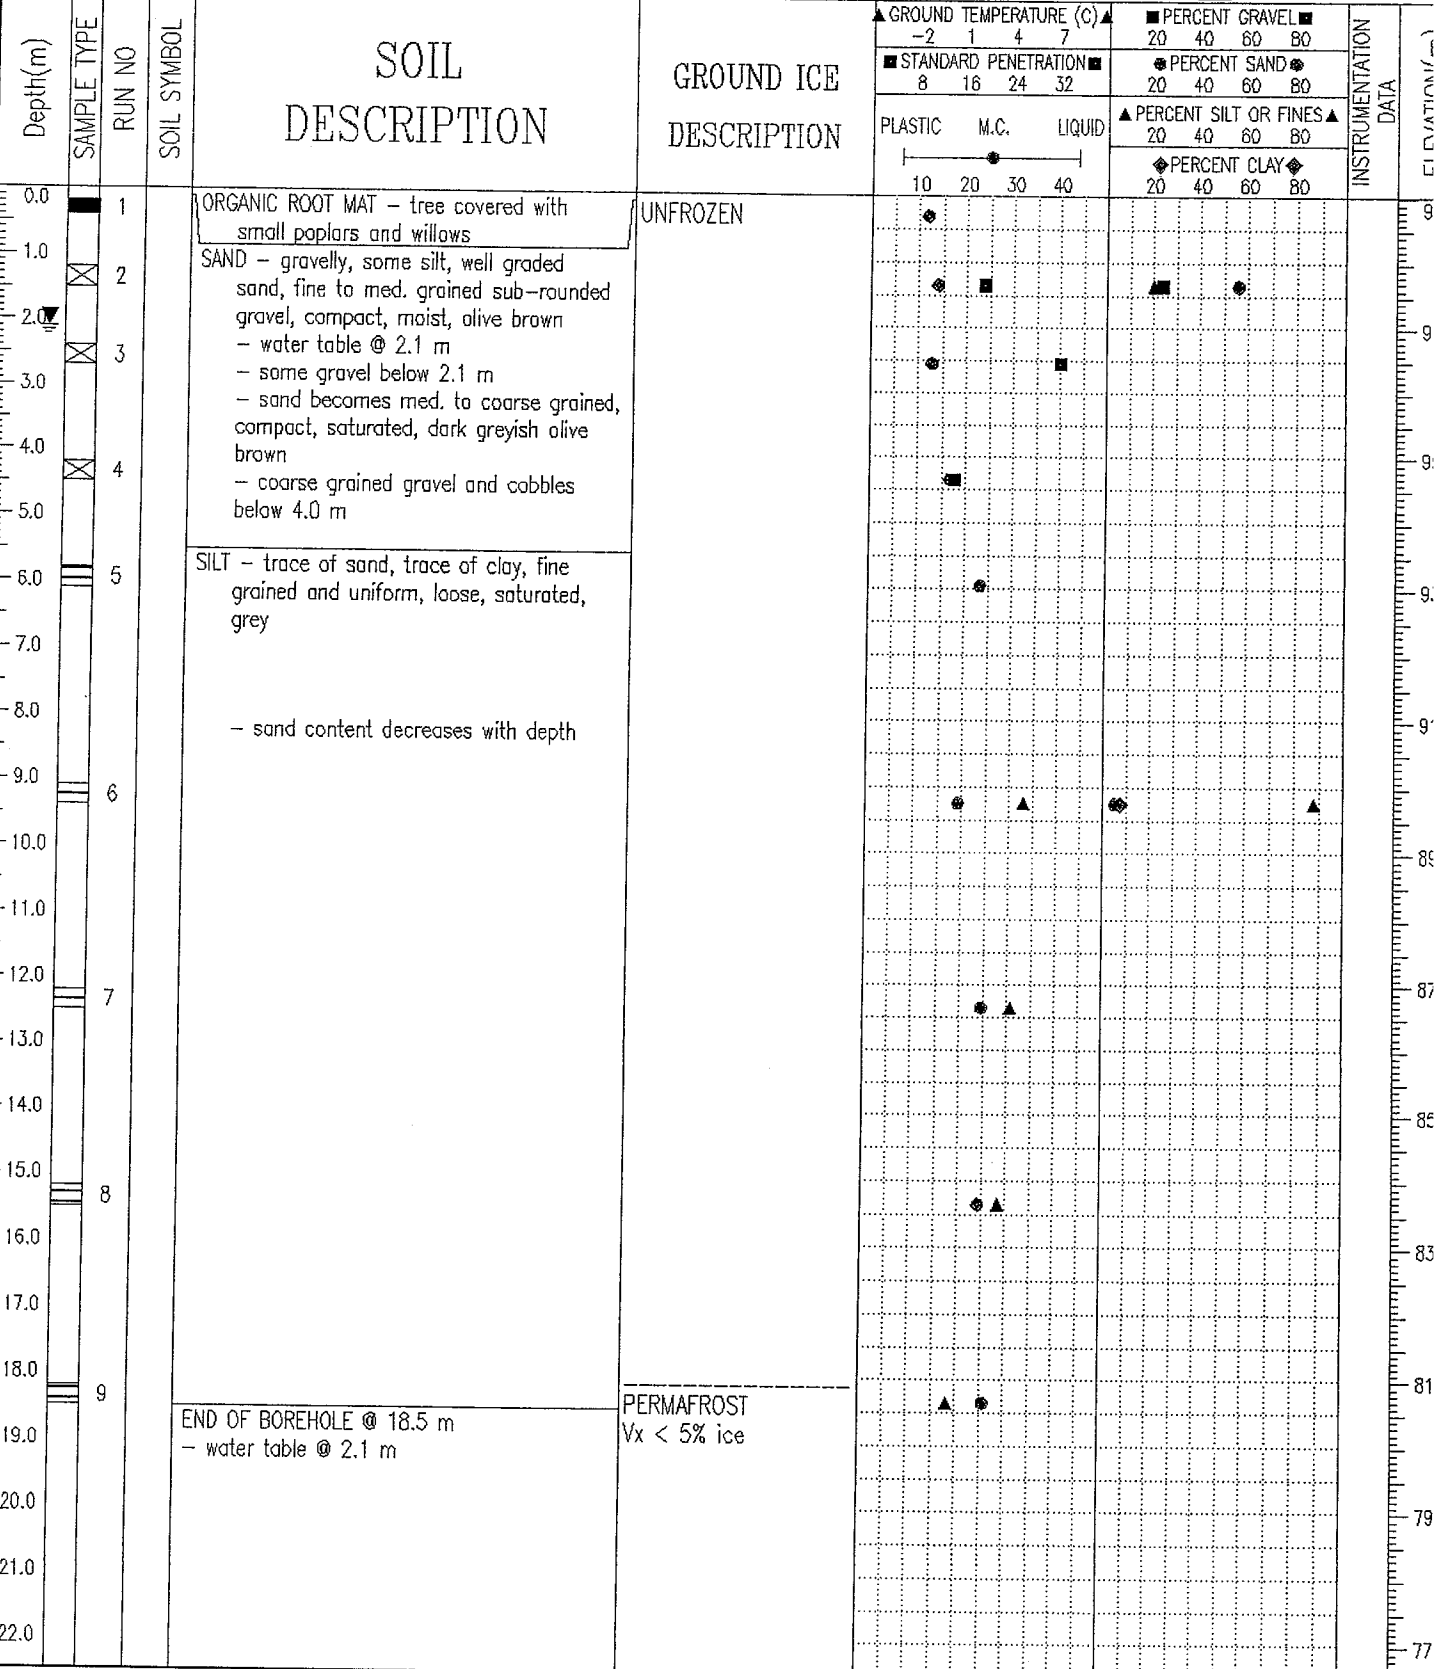 Depth(m)
SAMPLE TYPE
RUN NO
SOIL SYMBOL
SOIL
DESCRIPTION
GROUND ICE
DESCRIPTION
▲ GROUND TEMPERATURE (C) ▲
-2 1 4 7
■ STANDARD PENETRATION ■
8 16 24 32
PLASTIC M.C. LIQUID
10 20 30 40
■ PERCENT GRAVEL ■
20 40 60 80
● PERCENT SAND ●
20 40 60 80
▲ PERCENT SILT OR FINES ▲
20 40 60 80
◆ PERCENT CLAY ◆
20 40 60 80
INSTRUMENTATION
DATA
0.0
1.0
2.0
3.0
4.0
5.0
6.0
7.0
8.0
9.0
10.0
11.0
12.0
13.0
14.0
15.0
16.0
17.0
18.0
19.0
20.0
21.0
22.0
1
2
3
4
5
6
7
8
9
ORGANIC ROOT MAT – tree covered with
small poplars and willows
SAND – gravelly, some silt, well graded
sand, fine to med. grained sub-rounded
gravel, compact, moist, olive brown
– water table @ 2.1 m
– some gravel below 2.1 m
– sand becomes med. to coarse grained,
compact, saturated, dark greyish olive
brown
– coarse grained gravel and cobbles
below 4.0 m
SILT – trace of sand, trace of clay, fine
grained and uniform, loose, saturated,
grey
– sand content decreases with depth
END OF BOREHOLE @ 18.5 m
– water table @ 2.1 m
UNFROZEN
PERMAFROST
Vx < 5% ice
89
87
85
83
81
79
77